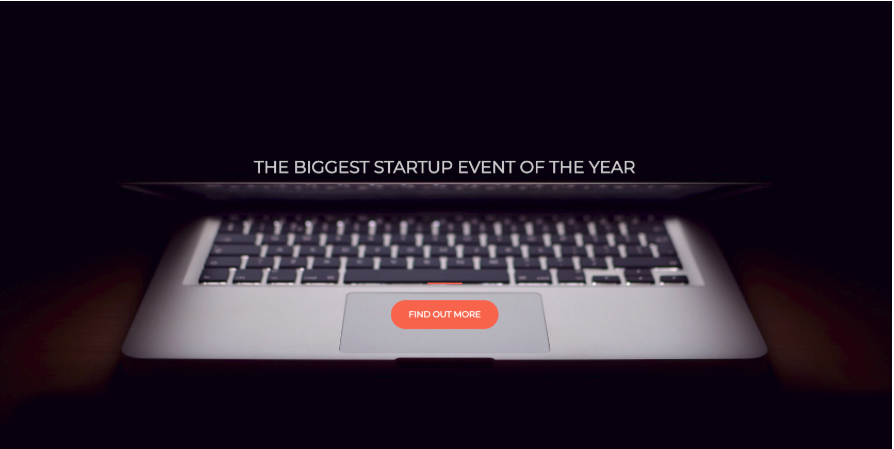 THE BIGGEST STARTUP EVENT OF THE YEAR
FIND OUT MORE